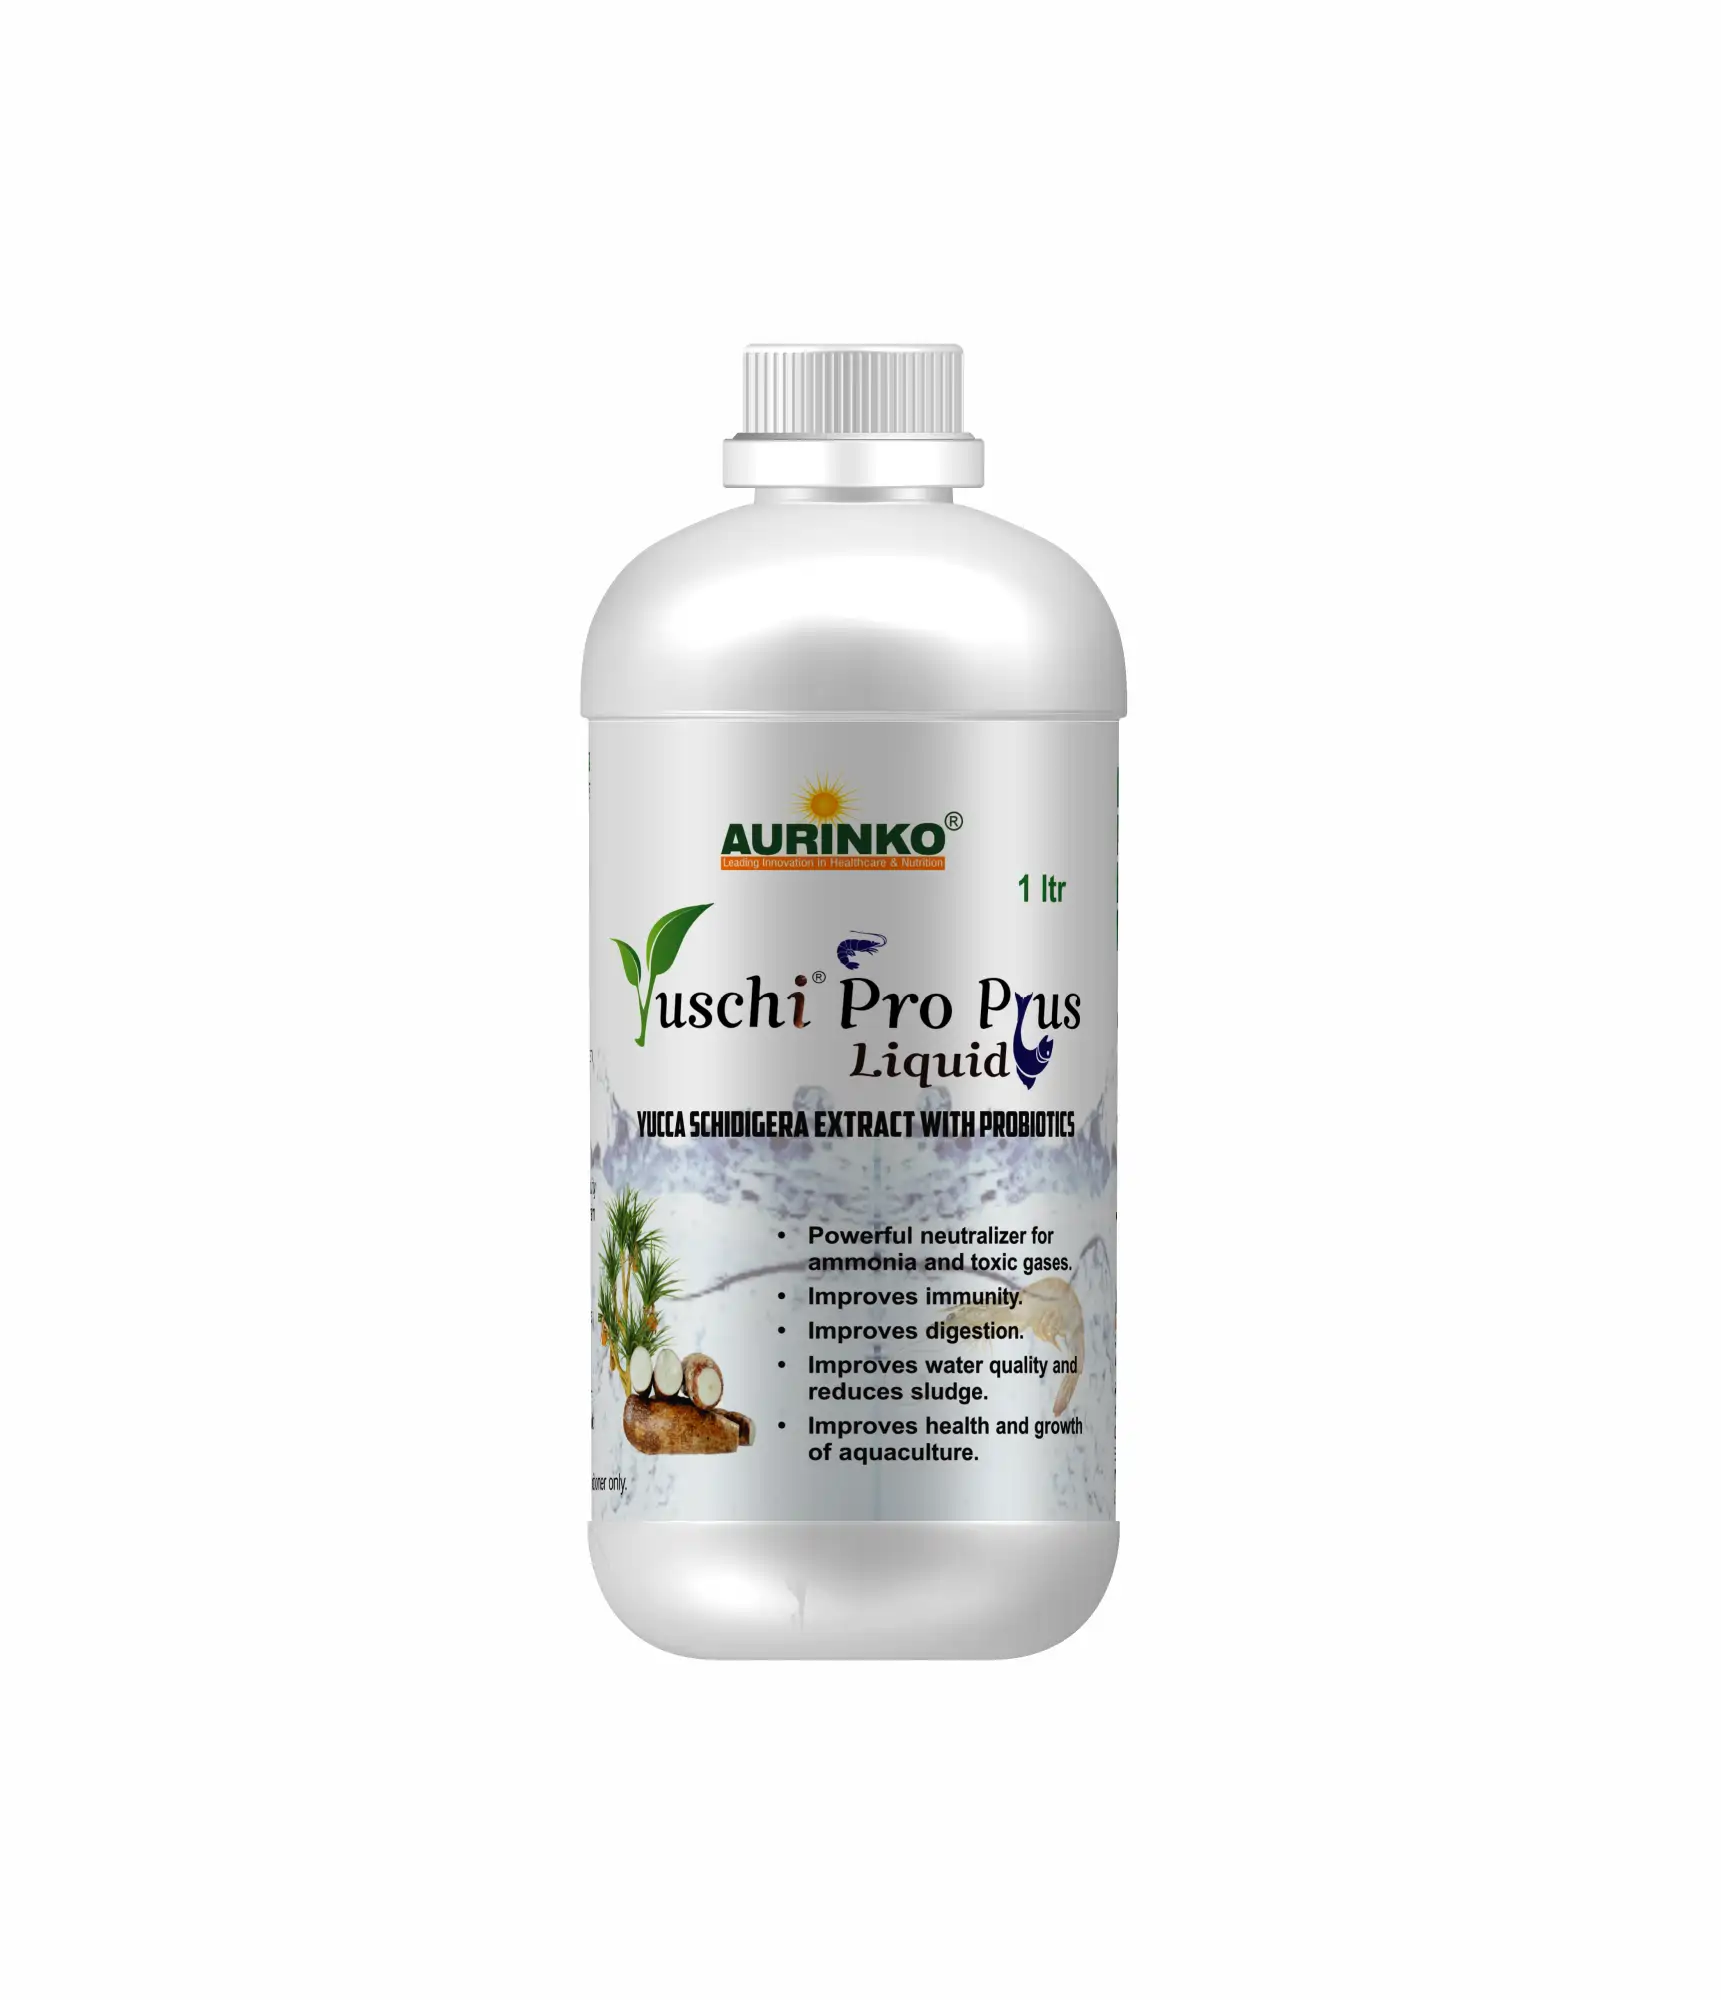 AURINKO®
Leading Innovation in Healthcare & Nutrition
1 ltr
Yuschi® Pro Plus
Liquid
YUCCA SCHIDIGERA EXTRACT WITH PROBIOTICS
• Powerful neutralizer for
ammonia and toxic gases.
• Improves immunity.
• Improves digestion.
• Improves water quality and
reduces sludge.
• Improves health and growth
of aquaculture.
only.